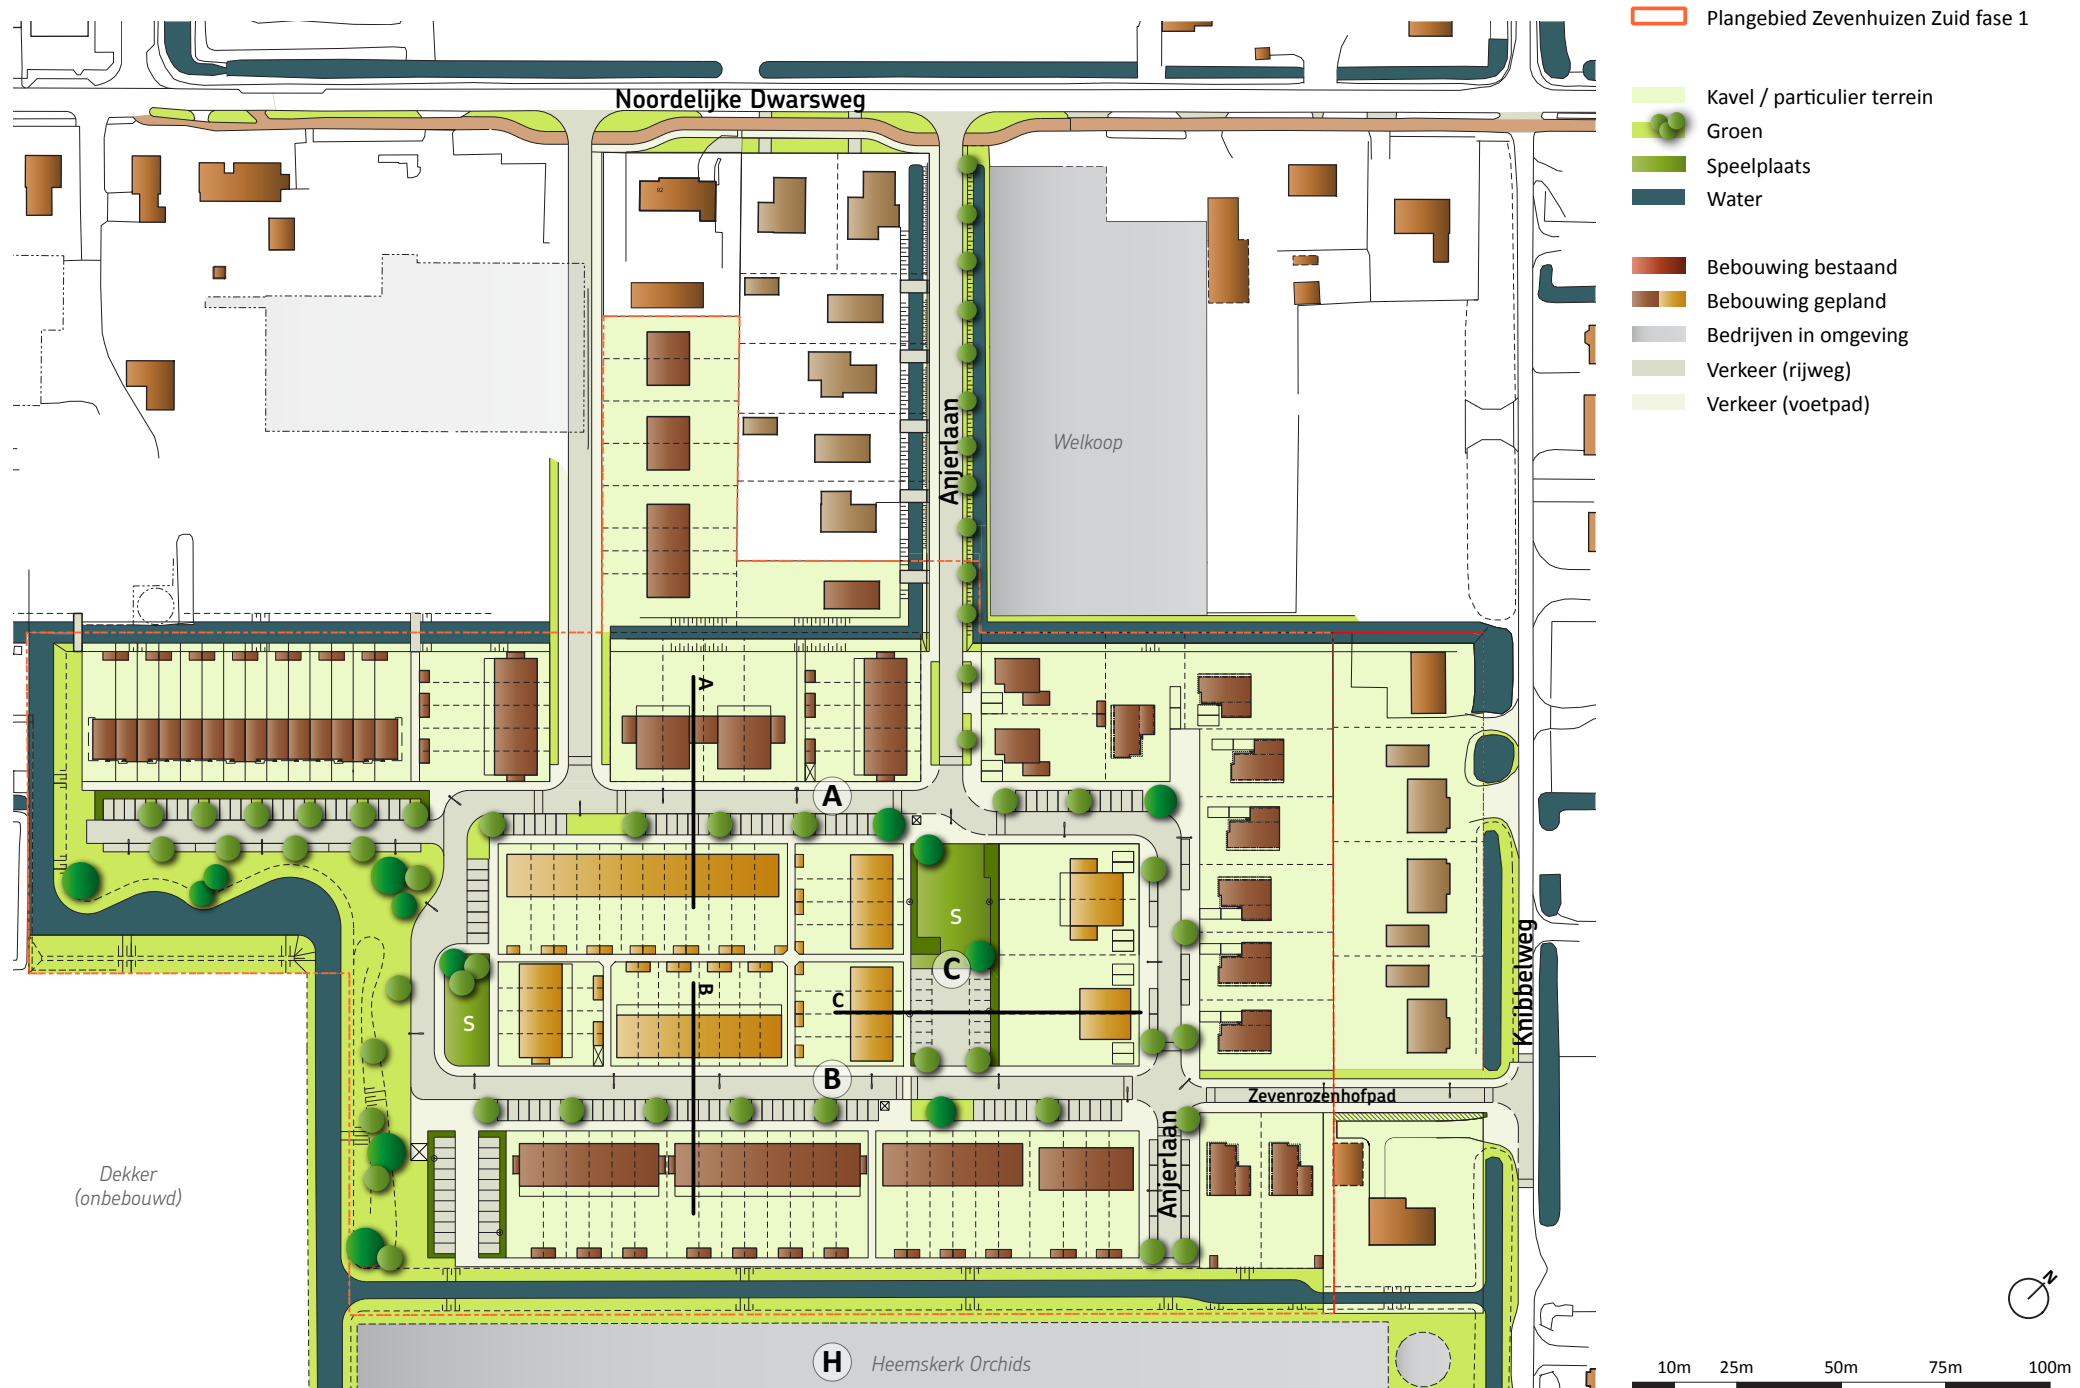 Plangebied Zevenhuizen Zuid fase 1
Kavel / particulier terrein
Groen
Speelplaats
Water
Bebouwing bestaand
Bebouwing gepland
Bedrijven in omgeving
Verkeer (rijweg)
Verkeer (voetpad)
Noordelijke Dwarsweg
92
Anjerlaan
Welkoop
A
A
S
C
B
C
S
B
Knibbelweg
Zevenrozenhofpad
Anjerlaan
Dekker
(onbebouwd)
H Heemskerk Orchids
N
10m 25m 50m 75m 100m